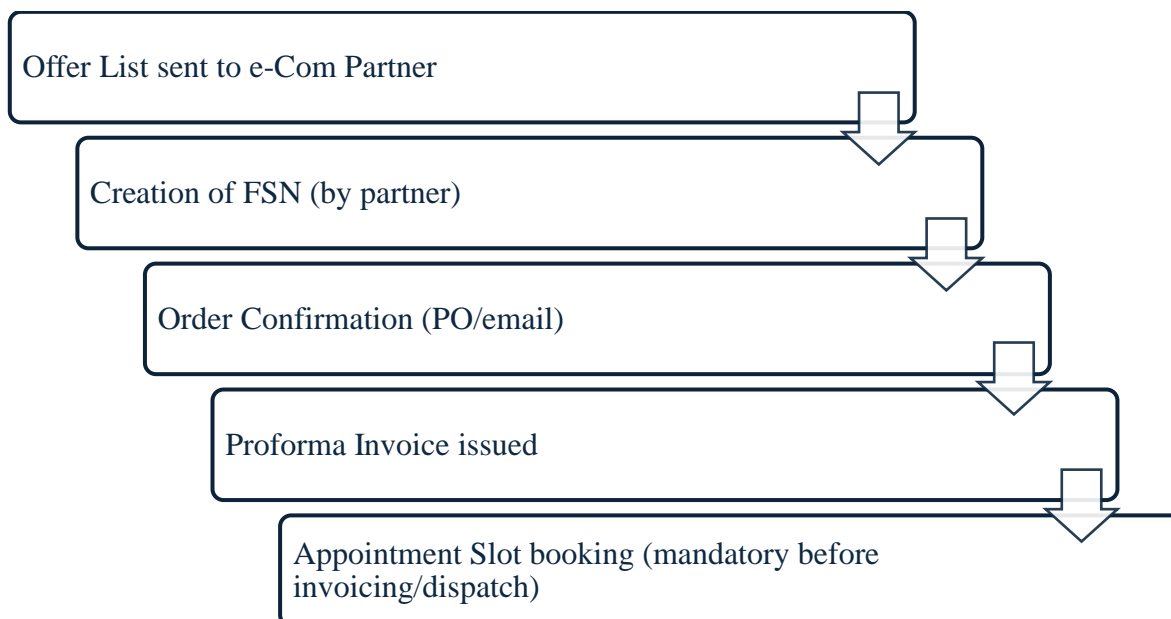 Offer List sent to e-Com Partner
Creation of FSN (by partner)
Order Confirmation (PO/email)
Proforma Invoice issued
Appointment Slot booking (mandatory before
invoicing/dispatch)